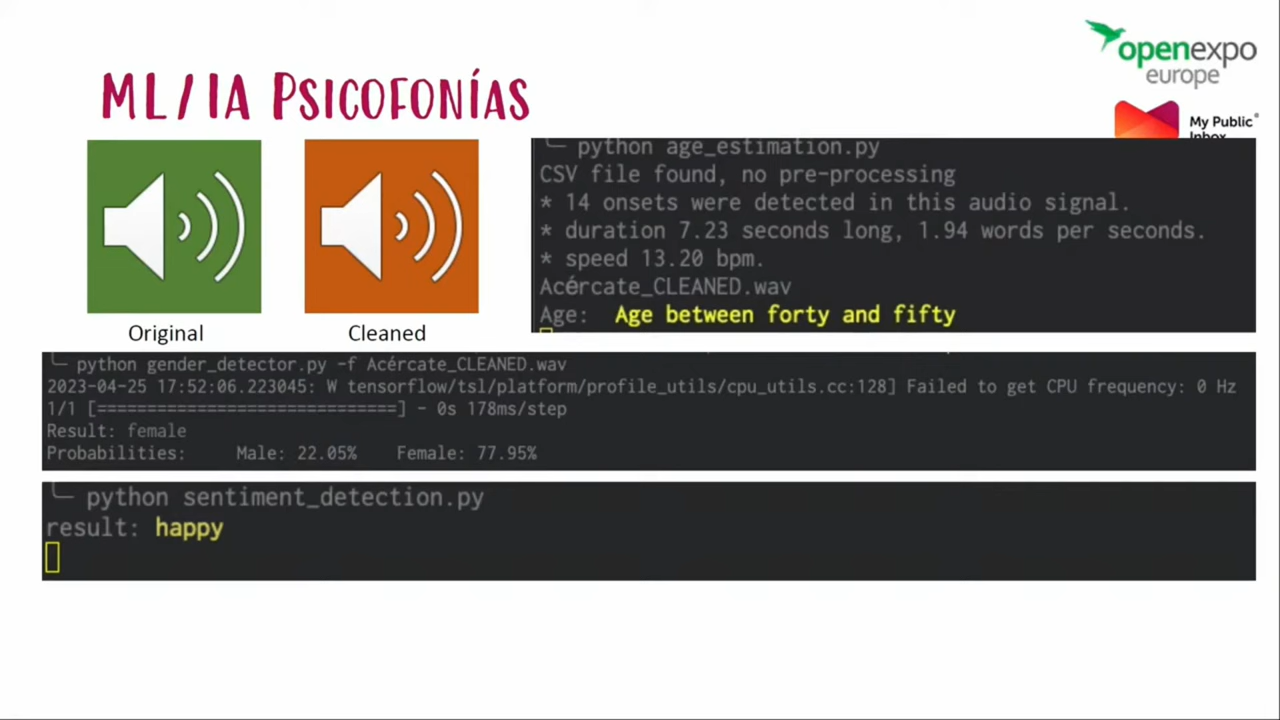 openexpo
europe
ML/IA PSICOFONÍAS
My Public
Inbox
Original
Cleaned
python age_estimation.py
CSV file found, no pre-processing
* 14 onsets were detected in this audio signal.
* duration 7.23 seconds long, 1.94 words per seconds.
* speed 13.20 bpm.
Acércate_CLEANED.wav
Age: Age between forty and fifty
python gender_detector.py -f Acércate_CLEANED.wav
2023-04-25 17:52:06.223045: W tensorflow/tsl/platform/profile_utils/cpu_utils.cc:128] Failed to get CPU frequency: 0 Hz
1/1 [==============================] - 0s 178ms/step
Result: female
Probabilities: Male: 22.05% Female: 77.95%
python sentiment_detection.py
result: happy